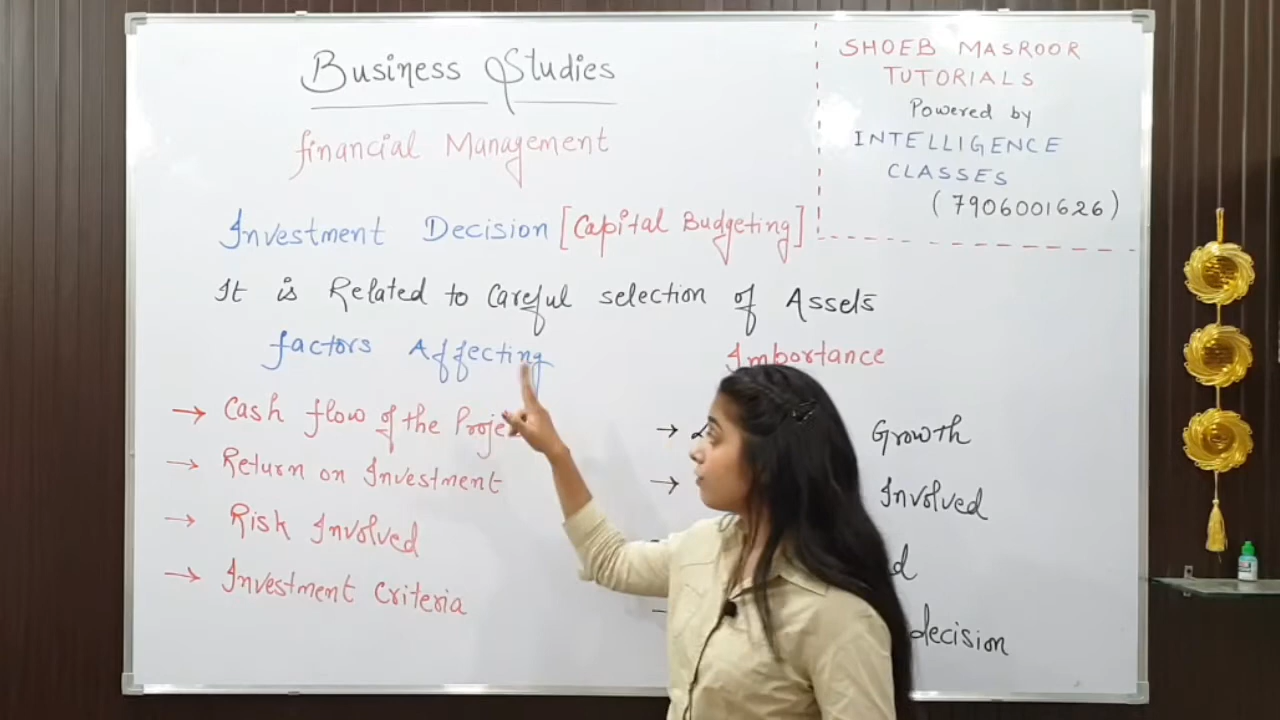 Business Studies
financial Management
SHOEB MASROOR
TUTORIALS
Powered by
INTELLIGENCE
CLASSES
(7906001626)
Investment Decision [Capital Budgeting]
It is Related to Careful selection of Assets
factors Affecting
→ Cash flow of the
→ Return on Investment
→ Risk Involved
→ Investment Criteria
Importance
→ Growth
→ Involved
decision